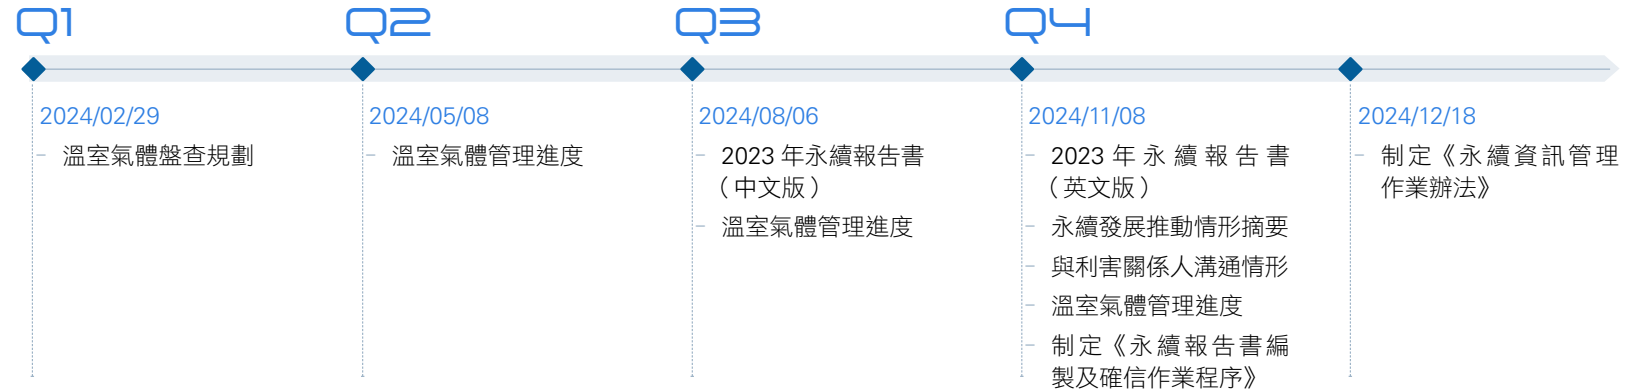 Q1
2024/02/29
– 溫室氣體盤查規劃
Q2
2024/05/08
– 溫室氣體管理進度
Q3
2024/08/06
– 2023 年永續報告書
（中文版）
– 溫室氣體管理進度
Q4
2024/11/08
– 2023 年永續報告書
（英文版）
– 永續發展推動情形摘要
– 與利害關係人溝通情形
– 溫室氣體管理進度
– 制定《永續報告書編
製及確信作業程序》
2024/12/18
– 制定《永續資訊管理
作業辦法》